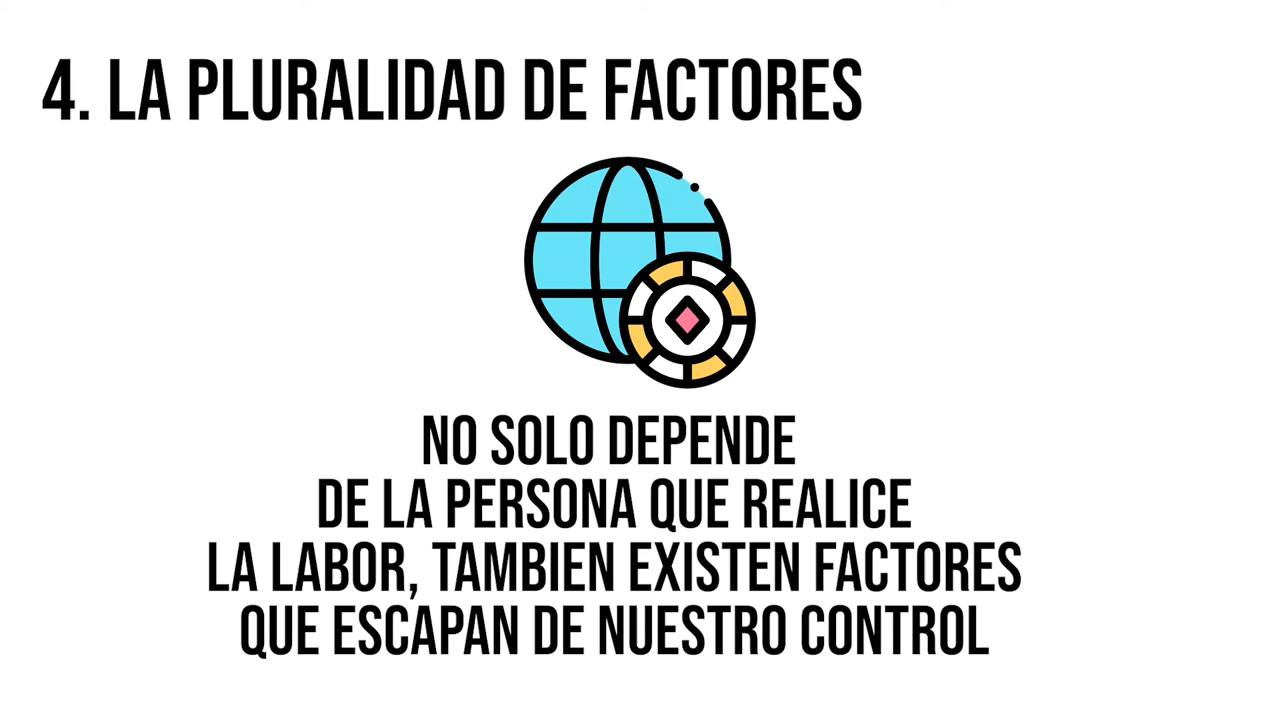 4. LA PLURALIDAD DE FACTORES
NO SOLO DEPENDE
DE LA PERSONA QUE REALICE
LA LABOR, TAMBIEN EXISTEN FACTORES
QUE ESCAPAN DE NUESTRO CONTROL